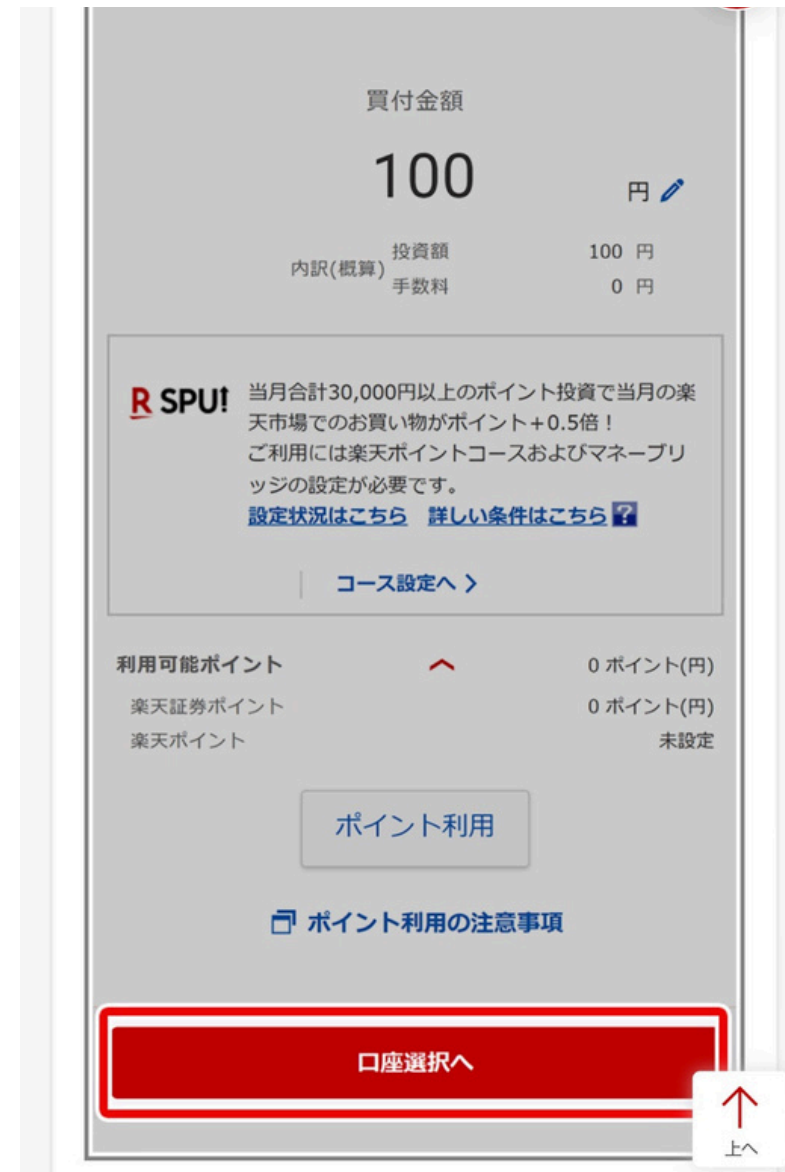 買付金額
100 円
内訳(概算)
投資額 100 円
手数料 0 円
R SPU!
当月合計30,000円以上のポイント投資で当月の楽
天市場でのお買い物がポイント+0.5倍！
ご利用には楽天ポイントコースおよびマネーブリ
ッジの設定が必要です。
設定状況はこちら 詳しい条件はこちら ?
コース設定へ
利用可能ポイント 0 ポイント(円)
楽天証券ポイント 0 ポイント(円)
楽天ポイント 未設定
ポイント利用
ポイント利用の注意事項
口座選択へ
上へ